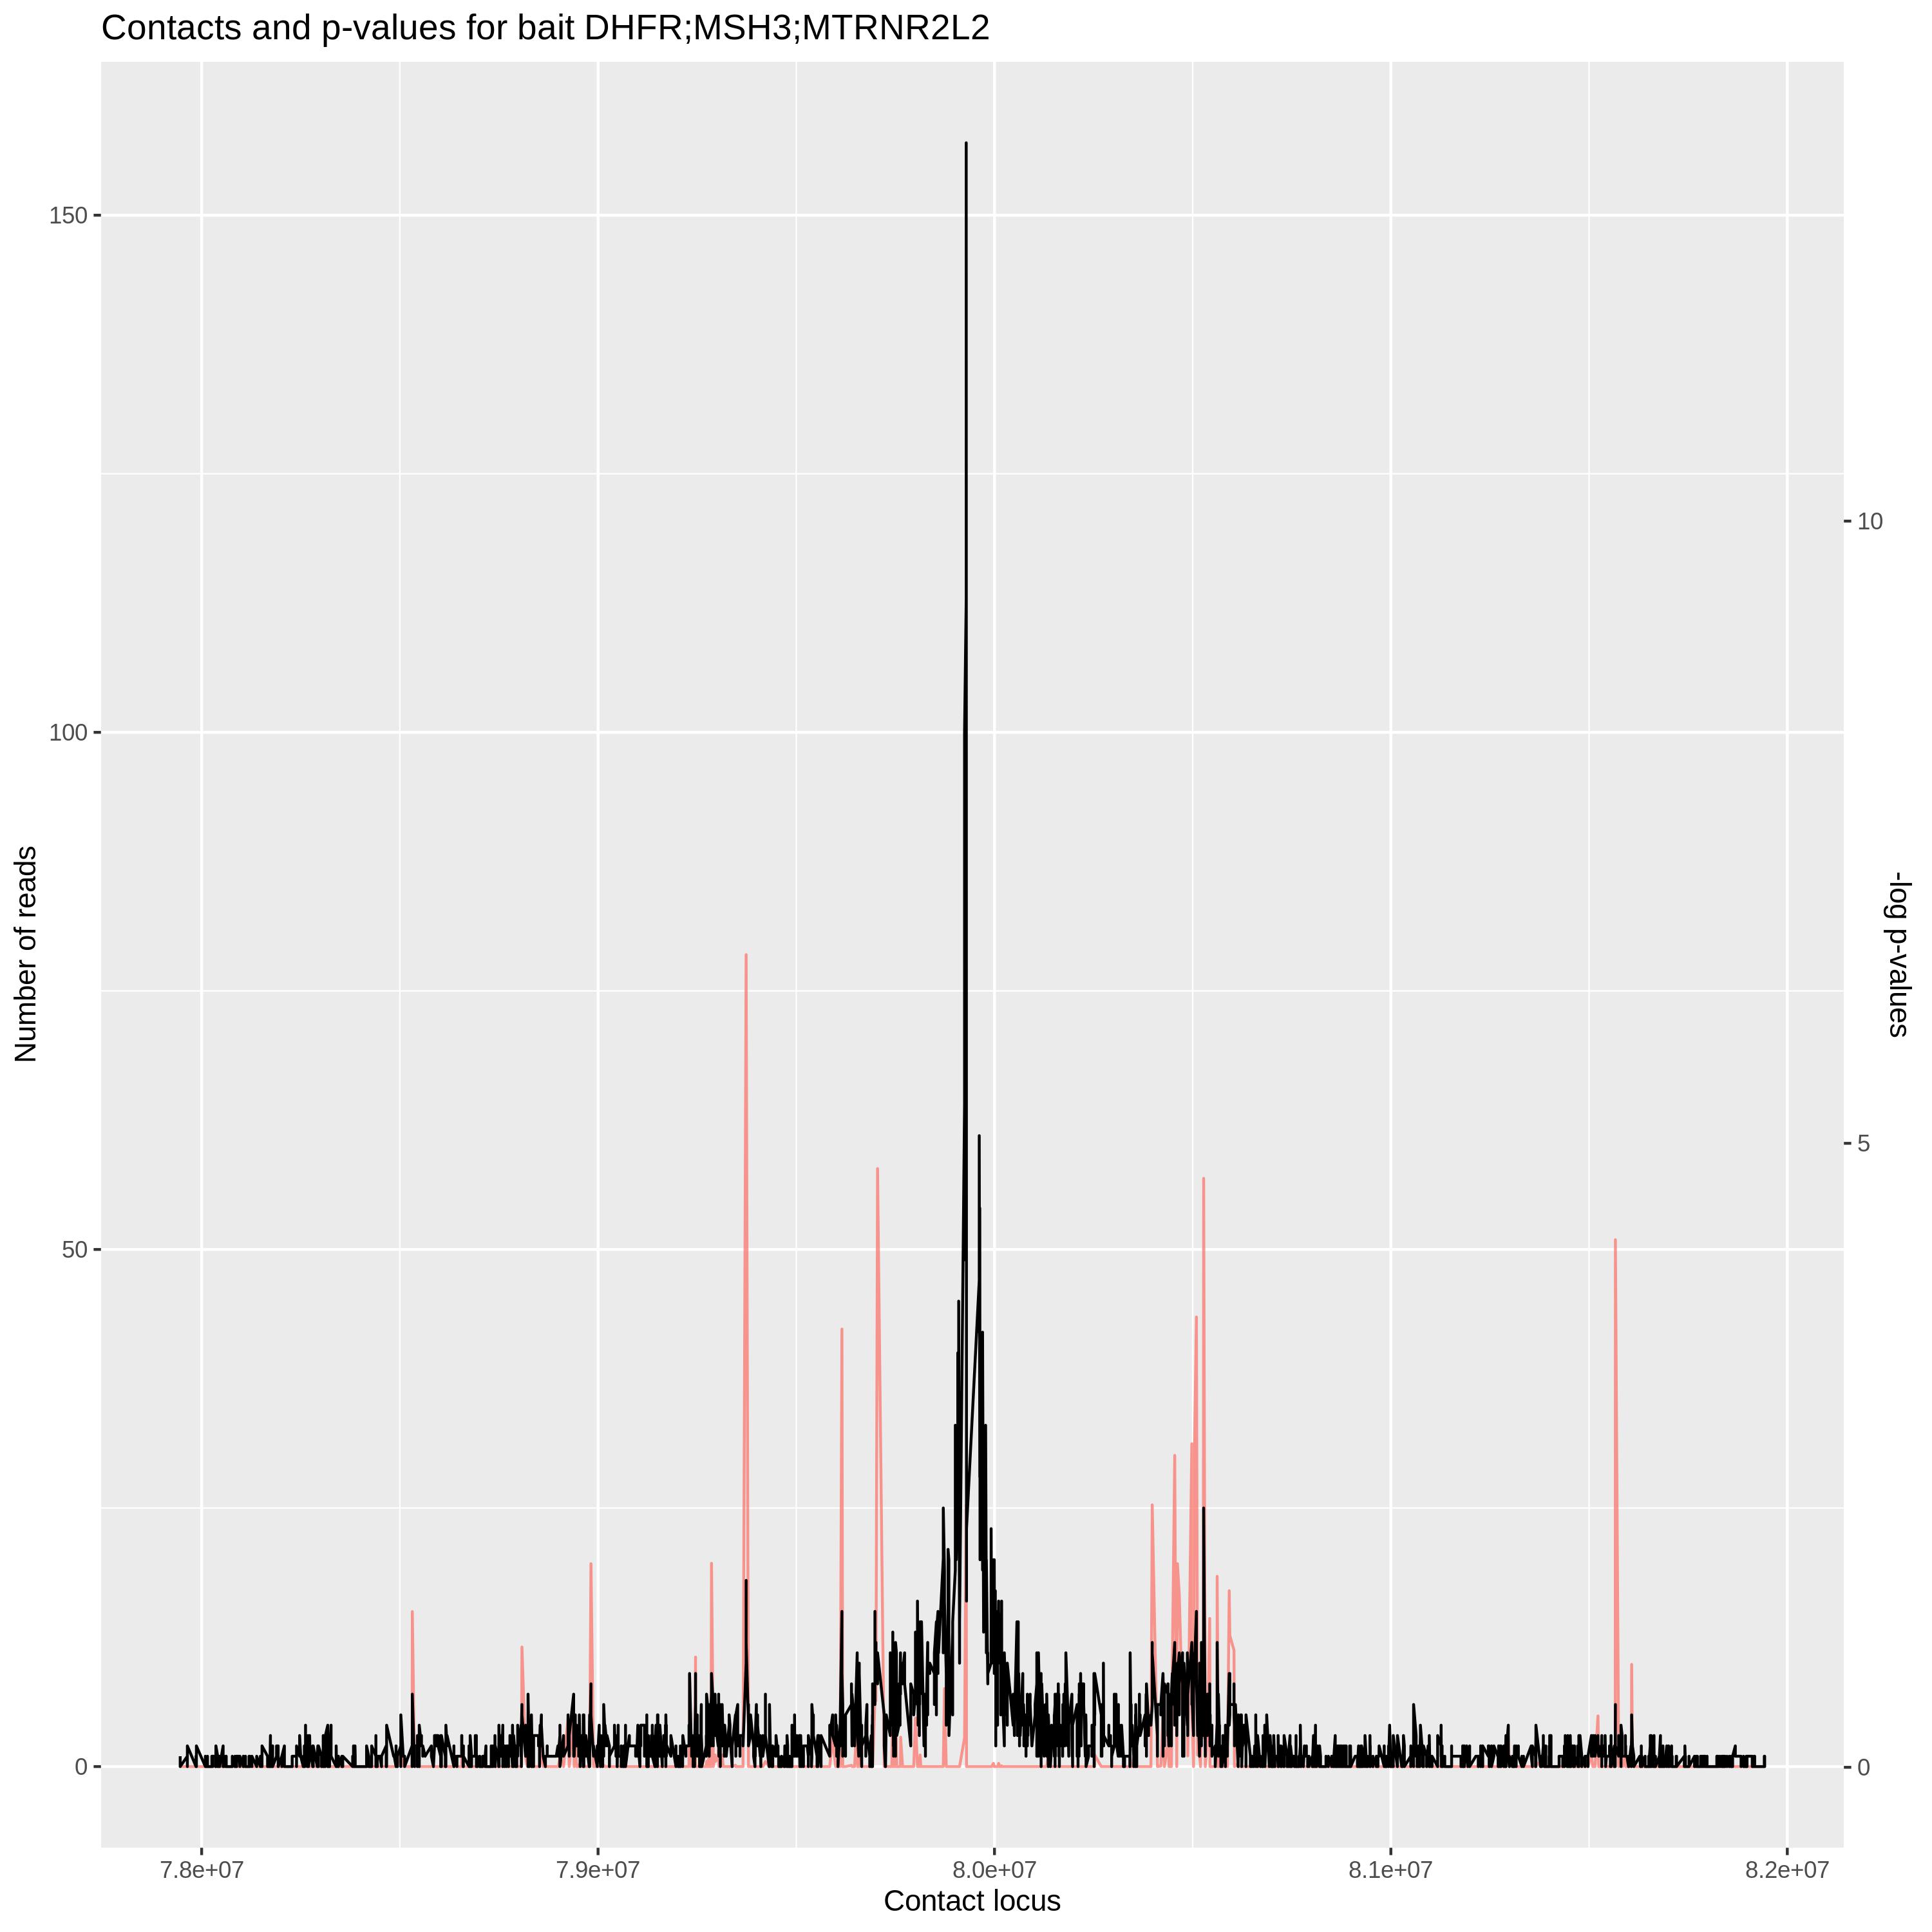 Contacts and p-values for bait DHFR;MSH3;MTRNR2L2
150
100
50
0
Number of reads
10
5
0
-log p-values
7.8e+07 7.9e+07 8.0e+07 8.1e+07 8.2e+07
Contact locus